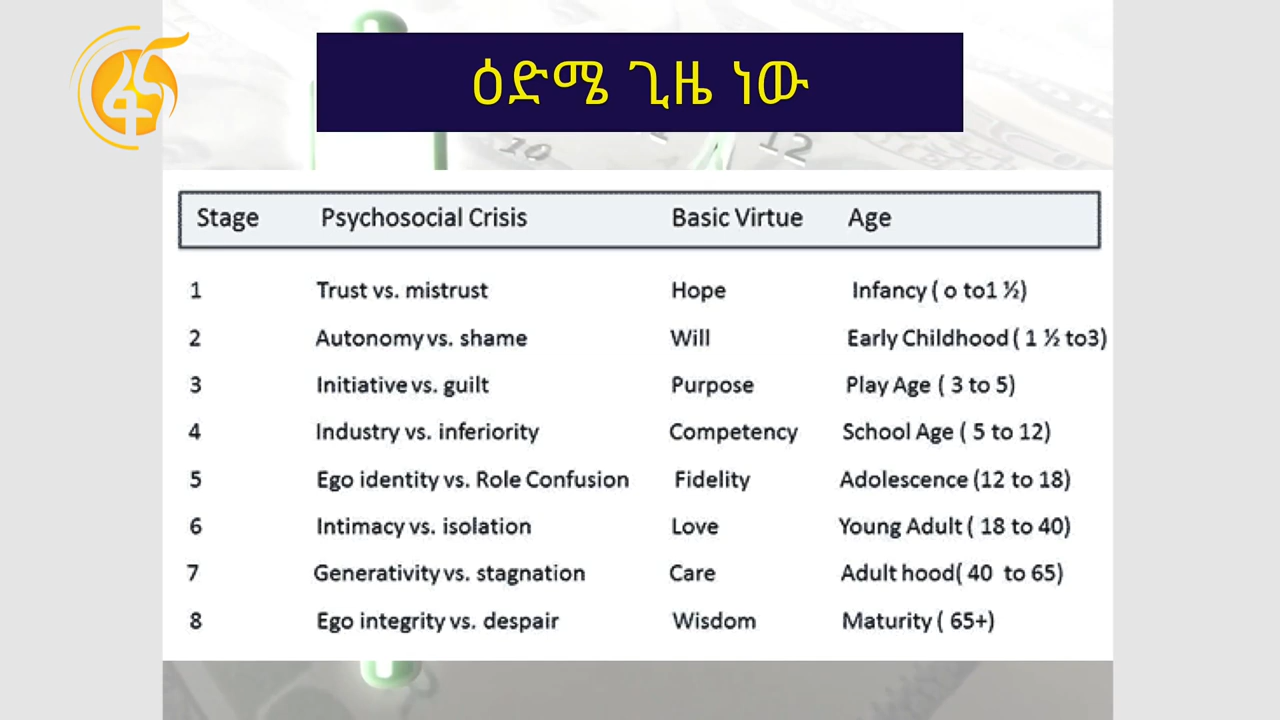 ዕድሜ ጊዜ ነው
10 12
Stage Psychosocial Crisis Basic Virtue Age
1 Trust vs. mistrust Hope Infancy ( o to1 ½)
2 Autonomy vs. shame Will Early Childhood ( 1 ½ to3)
3 Initiative vs. guilt Purpose Play Age ( 3 to 5)
4 Industry vs. inferiority Competency School Age ( 5 to 12)
5 Ego identity vs. Role Confusion Fidelity Adolescence (12 to 18)
6 Intimacy vs. isolation Love Young Adult ( 18 to 40)
7 Generativity vs. stagnation Care Adult hood( 40 to 65)
8 Ego integrity vs. despair Wisdom Maturity ( 65+)